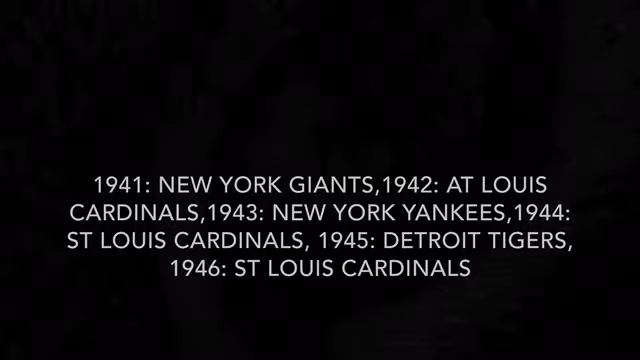 1941: NEW YORK GIANTS,1942: AT LOUIS
CARDINALS,1943: NEW YORK YANKEES,1944:
ST LOUIS CARDINALS, 1945: DETROIT TIGERS,
1946: ST LOUIS CARDINALS